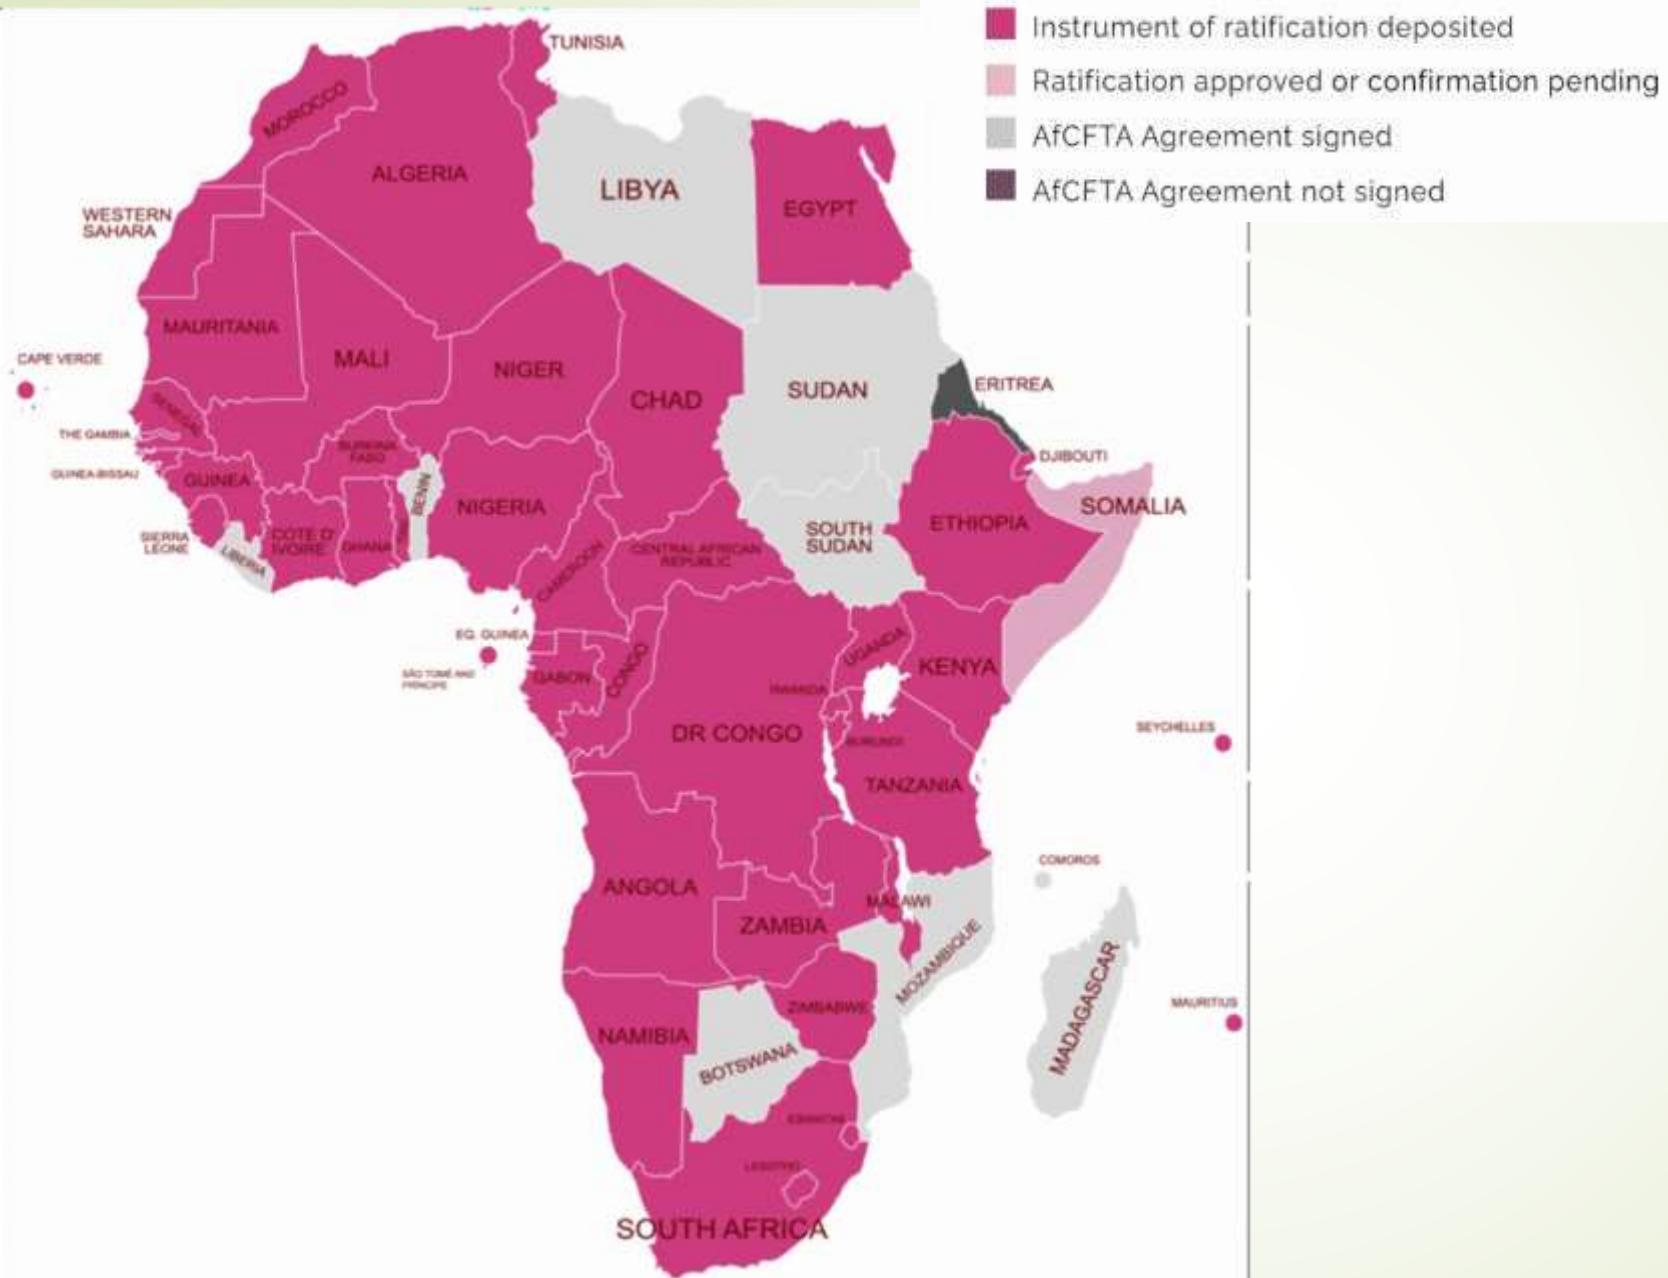 Instrument of ratification deposited
Ratification approved or confirmation pending
AfCFTA Agreement signed
AfCFTA Agreement not signed
TUNISIA
MOROCCO
ALGERIA
LIBYA
EGYPT
WESTERN
SAHARA
MAURITANIA
MALI
NIGER
CHAD
SUDAN
ERITREA
CAPE VERDE
SENEGAL
THE GAMBIA
GUINEA-BISSAU
GUINEA
BURKINA
FASO
BENIN
NIGERIA
DJIBOUTI
SOMALIA
ETHIOPIA
SOUTH
SUDAN
SIERRA
LEONE
LIBERIA
COTE D'
IVOIRE
GHANA
CAMEROON
CENTRAL AFRICAN
REPUBLIC
EQ. GUINEA
SÃO TOMÉ AND
PRINCIPE
GABON
CONGO
UGANDA
KENYA
RWANDA
DR CONGO
BURUNDI
TANZANIA
SEYCHELLES
COMOROS
ANGOLA
ZAMBIA
MALAWI
MOZAMBIQUE
MADAGASCAR
MAURITIUS
ZIMBABWE
NAMIBIA
BOTSWANA
LESOTHO
SOUTH AFRICA